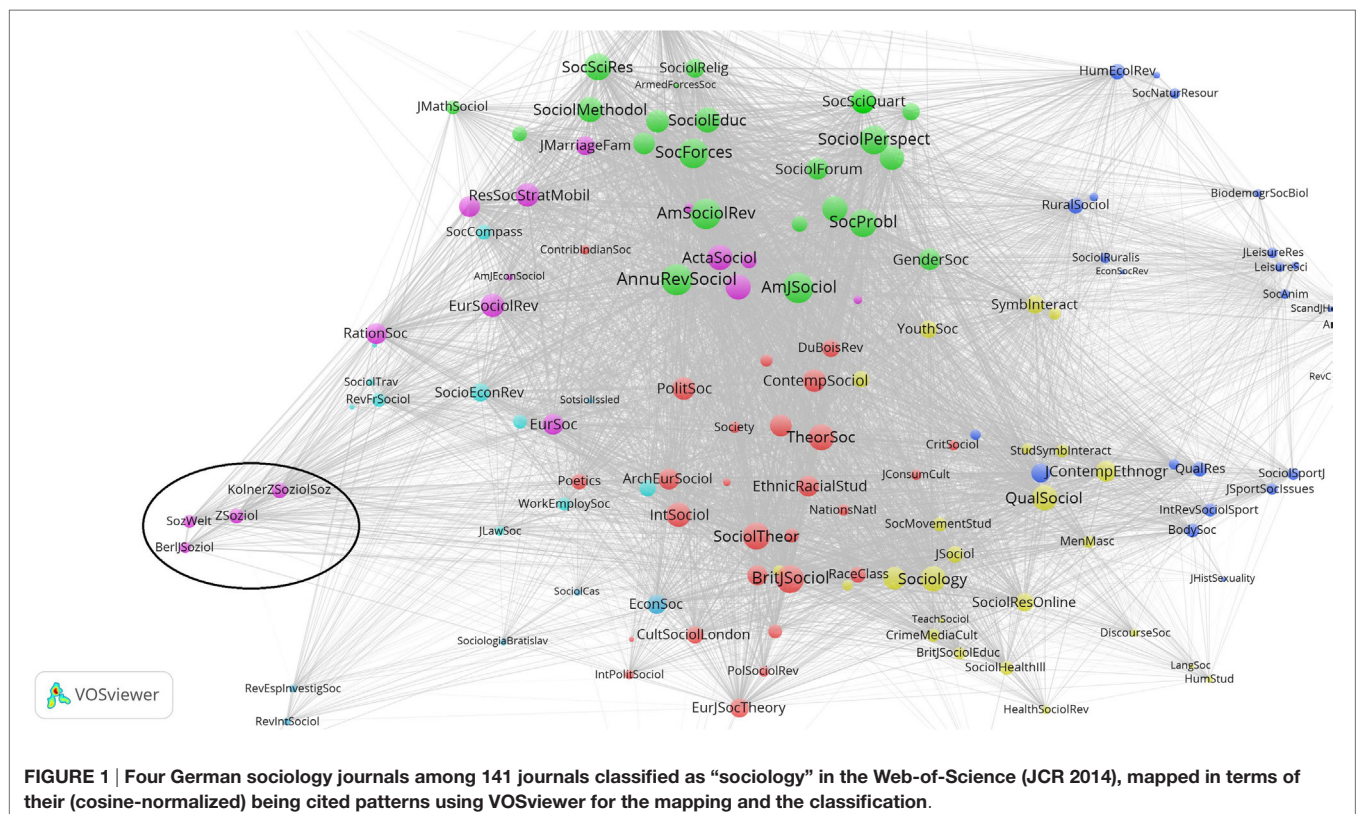 SocSciRes
SociolRelig
ArmedForcesSoc
HumEcolRev
SocNaturResour
JMathSociol
SociolMethodol
SociolEduc
SocSciQuart
JMarriageFam
SocForces
SociolPerspect
SociolForum
ResSocStratMobil
BiodemogrSocBiol
RuralSociol
AmSociolRev
SocProbl
SocCompass
ContribIndianSoc
ActaSociol
GenderSoc
SociolRuralis
JLeisureRes
LeisureSci
EconSocRev
AmJEconSociol
AnnuRevSociol
AmJSociol
SocAnim
EurSociolRev
SymbInteract
ScandJH
RationSoc
YouthSoc
DuBoisRev
SociolTrav
RevFrSociol
SocioEconRev
PolitSoc
ContempSociol
RevC
SotsiolIssled
EurSoc
Society
TheorSoc
CritSociol
StudSymbInteract
JContempEthnogr
QualRes
SociolSportJ
KolnerZSoziolSoz
Poetics
ArchEurSociol
EthnicRacialStud
JConsumCult
QualSociol
JSportSocIssues
WorkEmploySoc
IntSociol
NationsNatl
IntRevSociolSport
SozWelt
ZSoziol
JLawSoc
SociolTheor
SocMovementStud
BodySoc
BerlJSoziol
MenMasc
JSociol
BritJSociol
RaceClass
Sociology
JHistSexuality
SociolCas
EconSoc
SociolResOnline
TeachSociol
SociologiaBratislav
CultSociolLondon
CrimeMediaCult
DiscourseSoc
BritJSociolEduc
IntPolitSociol
PolSociolRev
SociolHealthIll
LangSoc
HumStud
RevEspInvestigSoc
VOSviewer
EurJSocTheory
HealthSociolRev
RevIntSociol
FIGURE 1 | Four German sociology journals among 141 journals classified as “sociology” in the Web-of-Science (JCR 2014), mapped in terms of
their (cosine-normalized) being cited patterns using VOSviewer for the mapping and the classification.